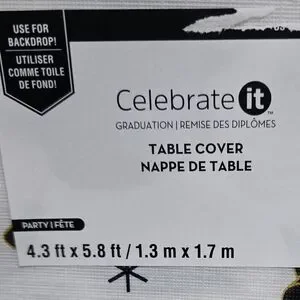 USE FOR
BACKDROP!
UTILISER
COMME TOILE
DE FOND!
Celebrate it™
GRADUATION | REMISE DES DIPLÔMES
TABLE COVER
NAPPE DE TABLE
PARTY | FÊTE
4.3 ft x 5.8 ft / 1.3 m x 1.7 m